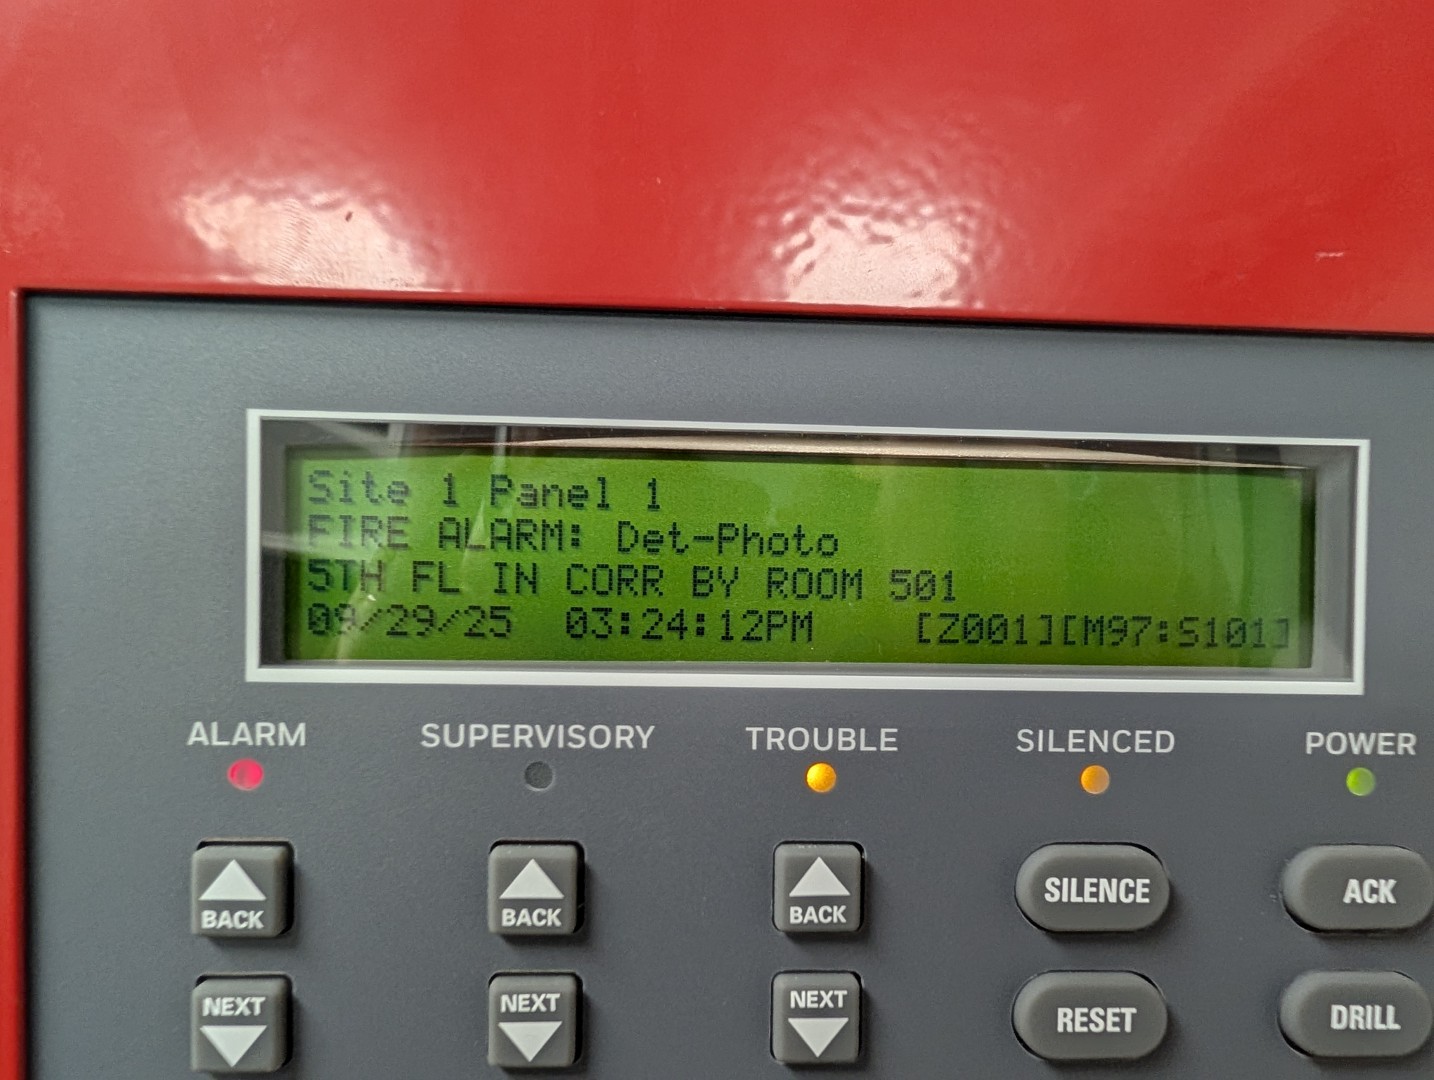 Site 1 Panel 1
FIRE ALARM: Det-Photo
5TH FL IN CORR BY ROOM 501
09/29/25 03:24:12PM [Z001][M97:S101]
ALARM SUPERVISORY TROUBLE SILENCED POWER
BACK BACK BACK SILENCE ACK
NEXT NEXT NEXT RESET DRILL